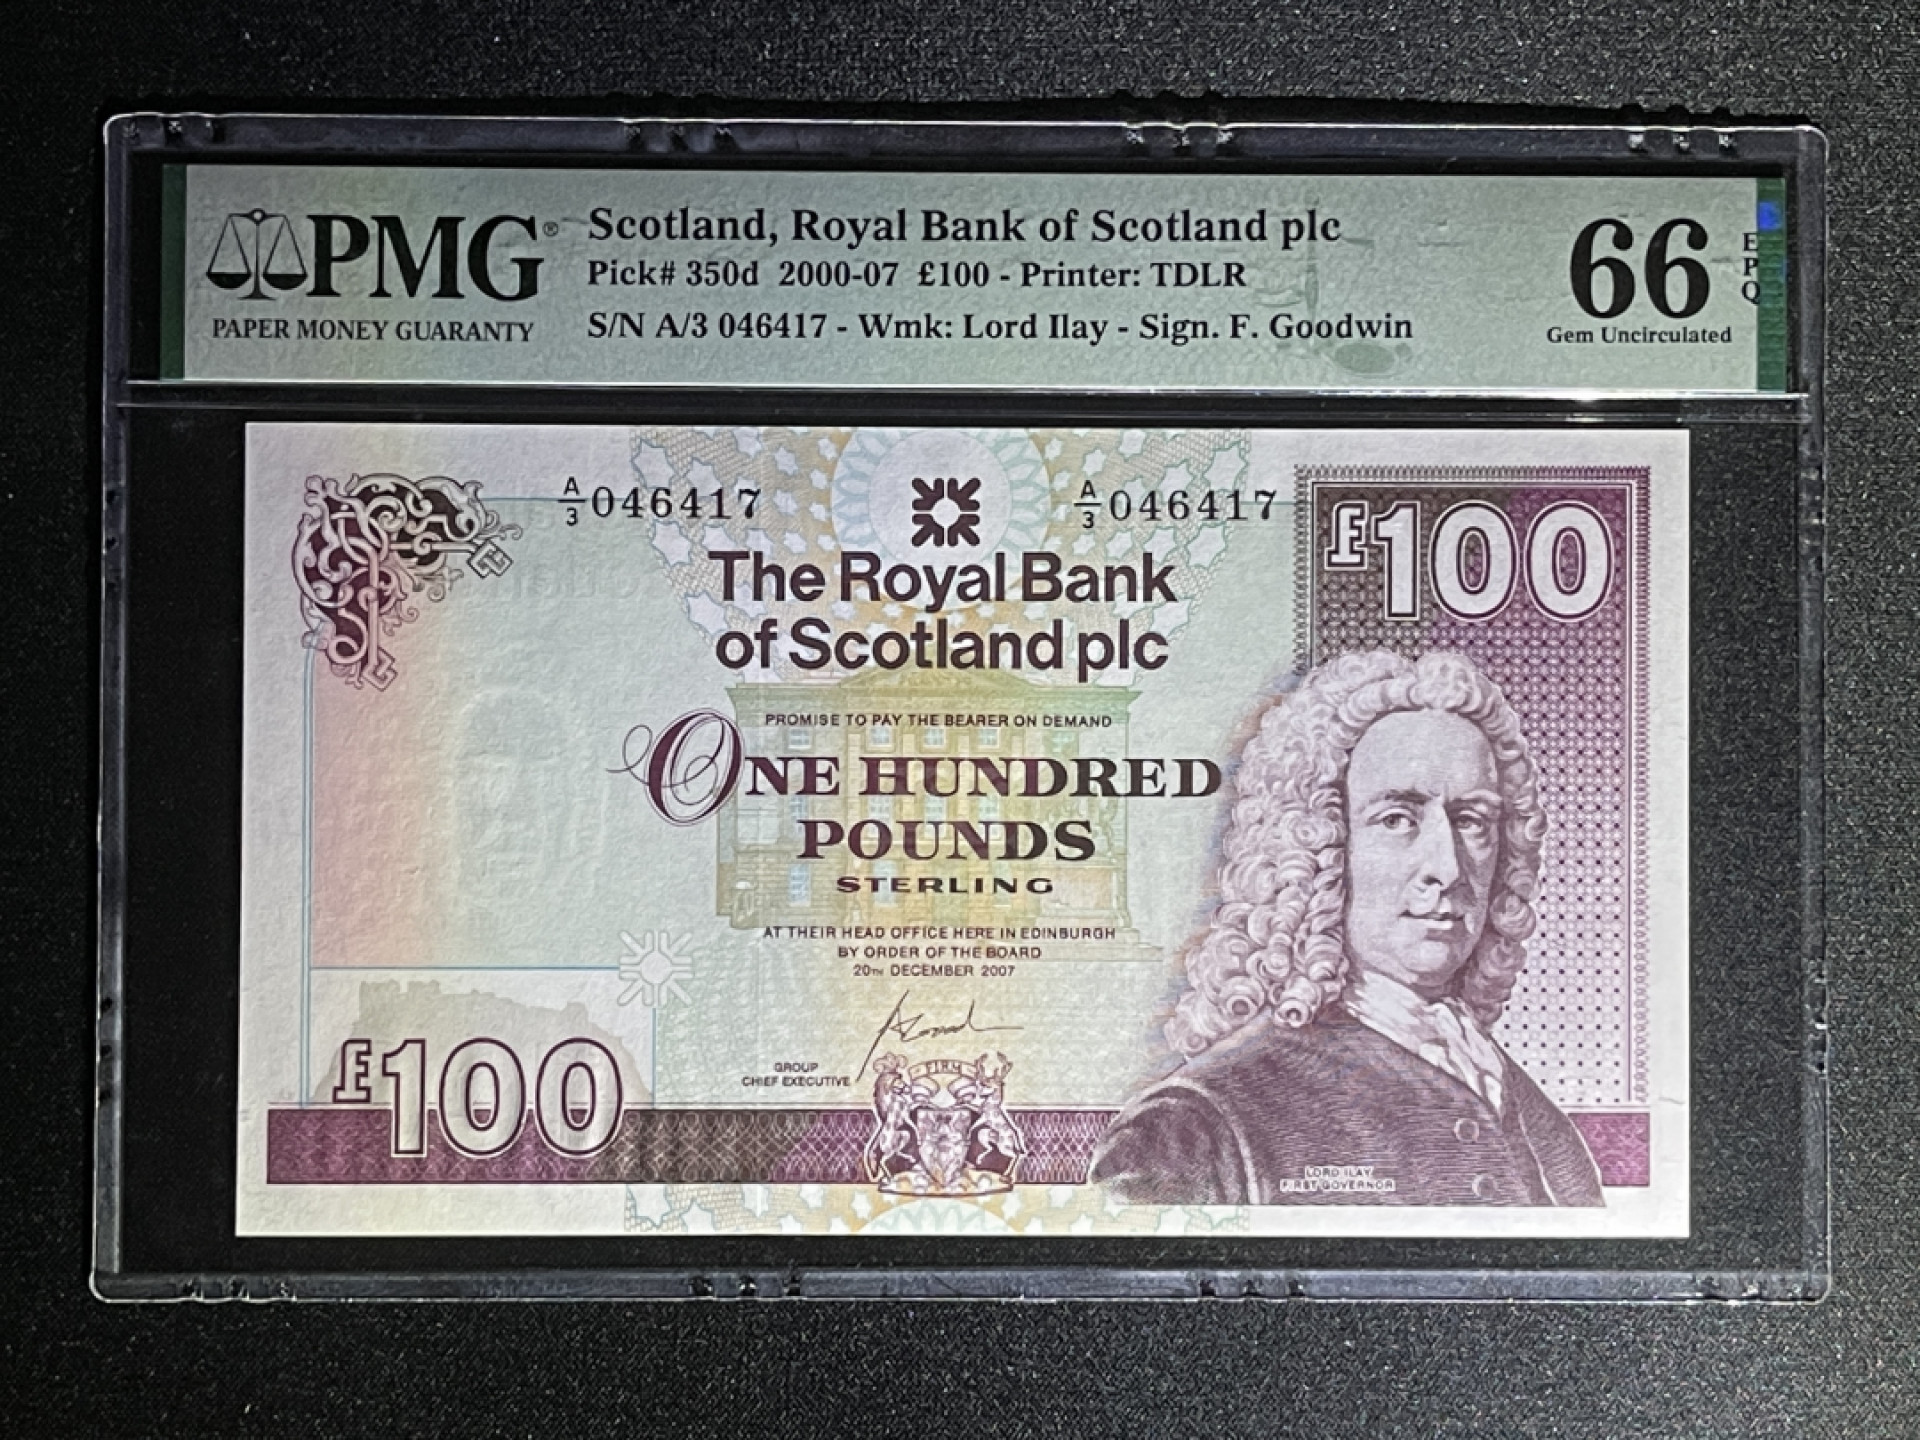 PMG®
PAPER MONEY GUARANTY
Scotland, Royal Bank of Scotland plc
Pick# 350d 2000-07 £100 - Printer: TDLR
S/N A/3 046417 - Wmk: Lord Ilay - Sign. F. Goodwin
66
EPQ
Gem Uncirculated
A/3 046417
A/3 046417
£100
The Royal Bank
of Scotland plc
PROMISE TO PAY THE BEARER ON DEMAND
ONE HUNDRED
POUNDS
STERLING
AT THEIR HEAD OFFICE HERE IN EDINBURGH
BY ORDER OF THE BOARD
20TH DECEMBER 2007
GROUP
CHIEF EXECUTIVE
FIRM
£100
LORD ILAY
FIRST GOVERNOR